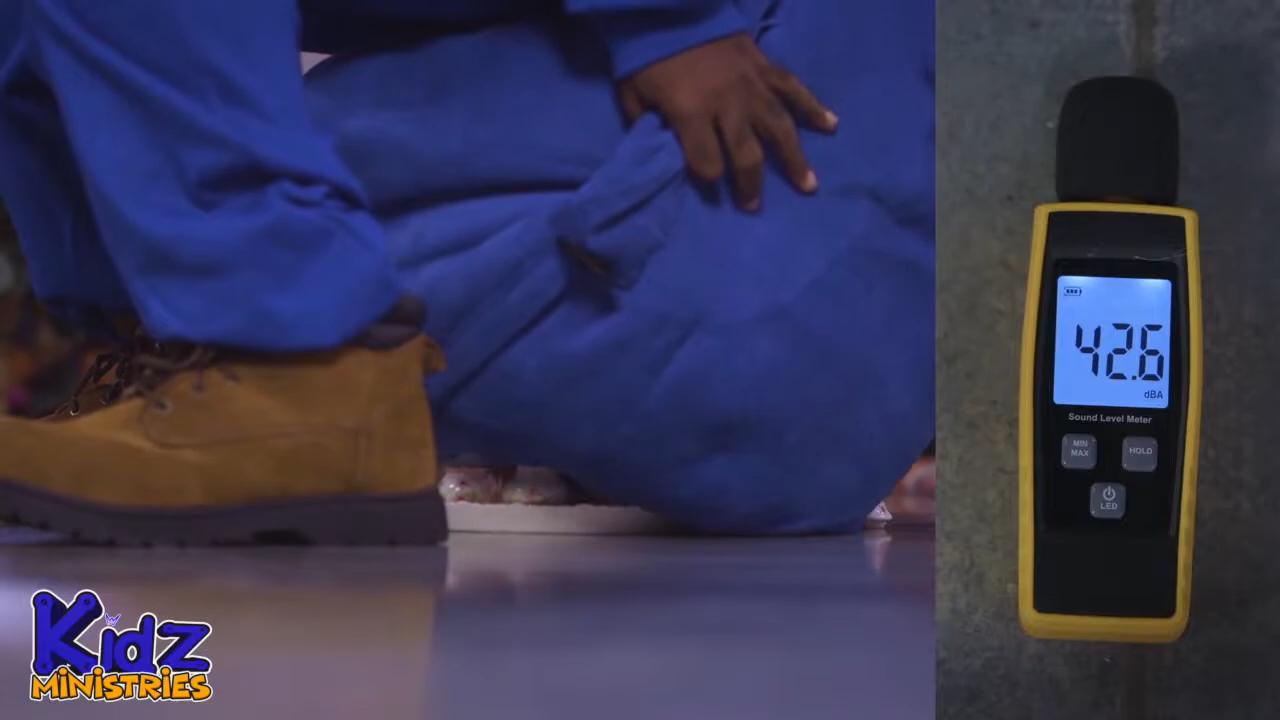 42.6
dBA
Sound Level Meter
MIN
MAX
HOLD
LED
Kidz
MINISTRIES